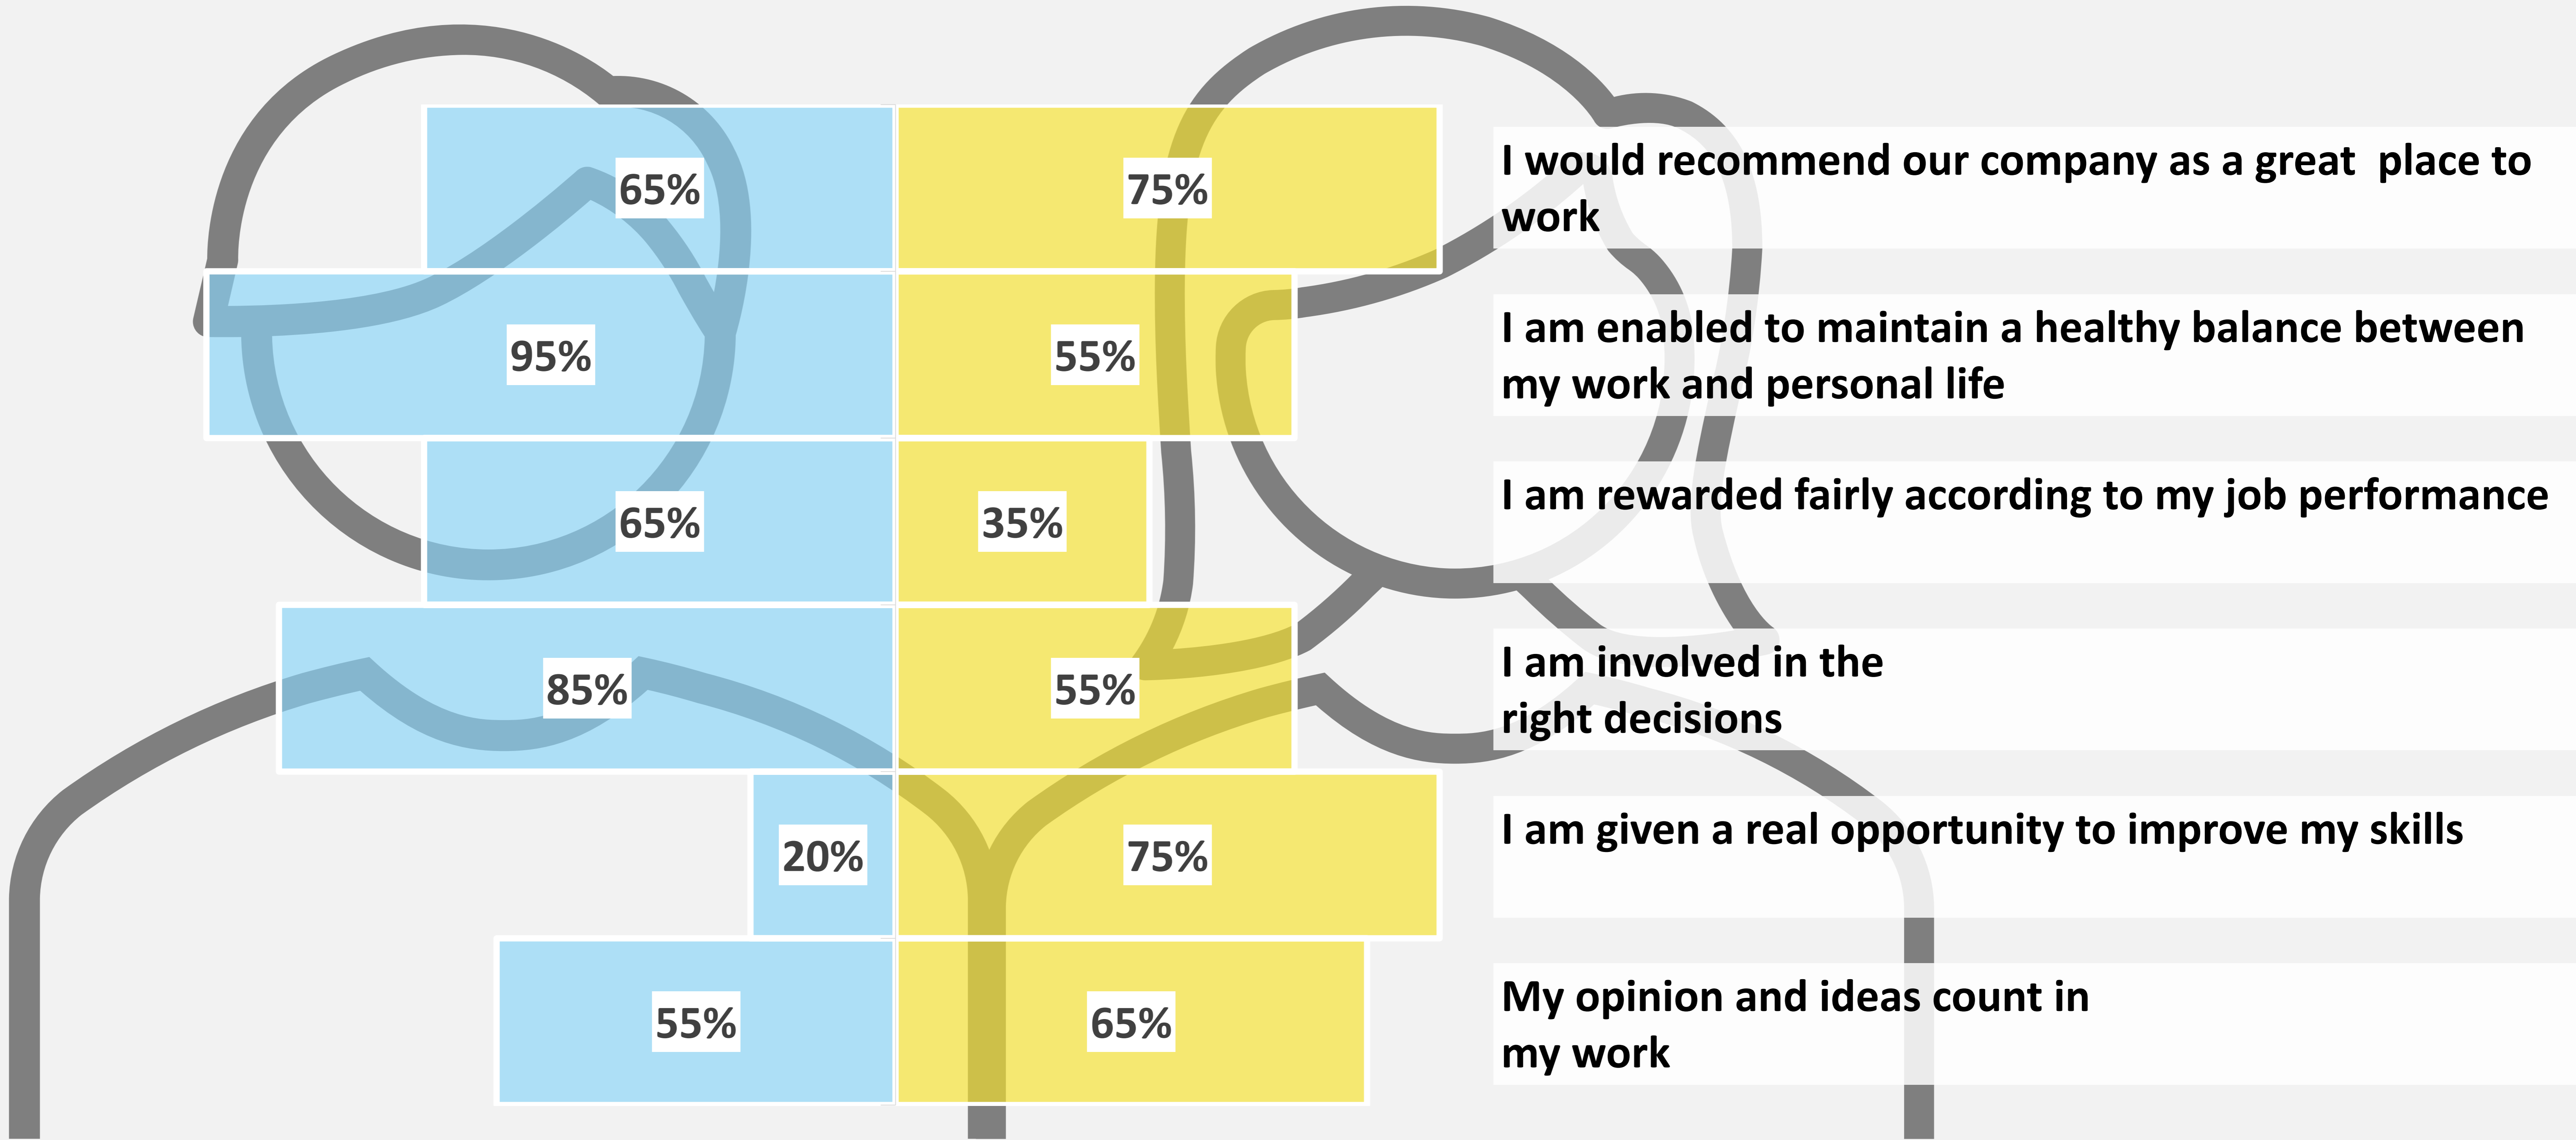 65% 75% I would recommend our company as a great  place to
work
95% 55% I am enabled to maintain a healthy balance between
my work and personal life
65% 35% I am rewarded fairly according to my job performance
85% 55% I am involved in the
right decisions
20% 75% I am given a real opportunity to improve my skills
55% 65% My opinion and ideas count in
my work